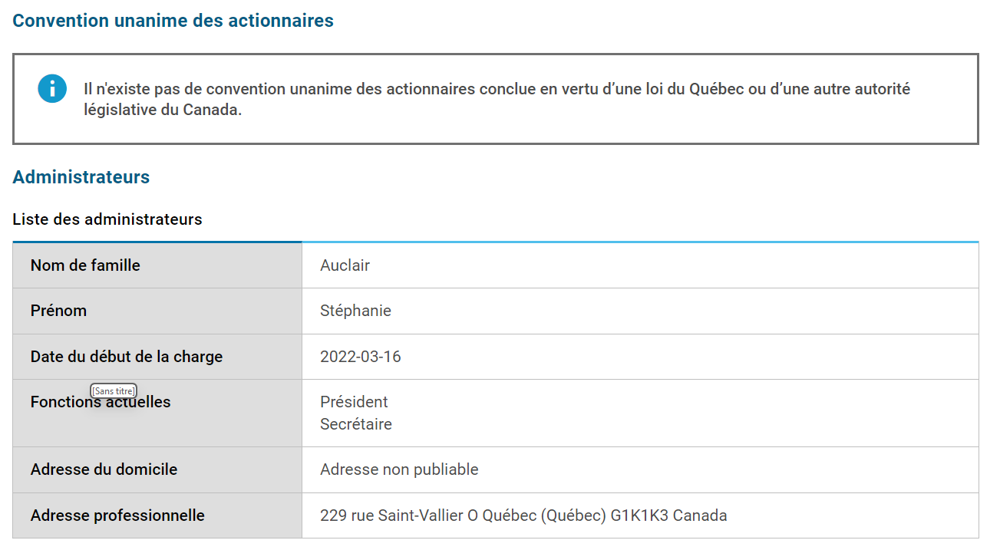 Convention unanime des actionnaires
Il n'existe pas de convention unanime des actionnaires conclue en vertu d’une loi du Québec ou d’une autre autorité
législative du Canada.
Administrateurs
Liste des administrateurs
Nom de famille Auclair
Prénom Stéphanie
Date du début de la charge 2022-03-16
[Sans titre]
Fonctions actuelles Président
Secrétaire
Adresse du domicile Adresse non publiable
Adresse professionnelle 229 rue Saint-Vallier O Québec (Québec) G1K1K3 Canada